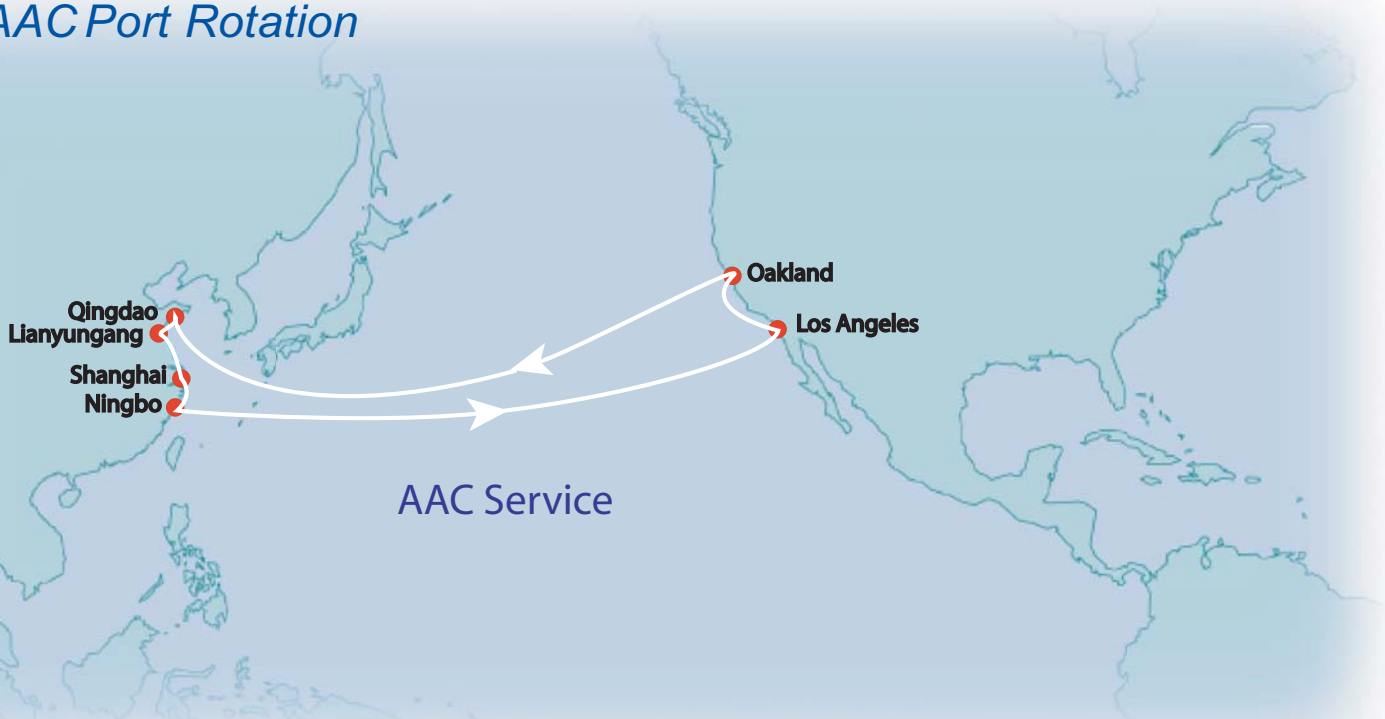 AAC Port Rotation
Oakland
Qingdao
Los Angeles
Lianyungang
Shanghai
Ningbo
AAC Service